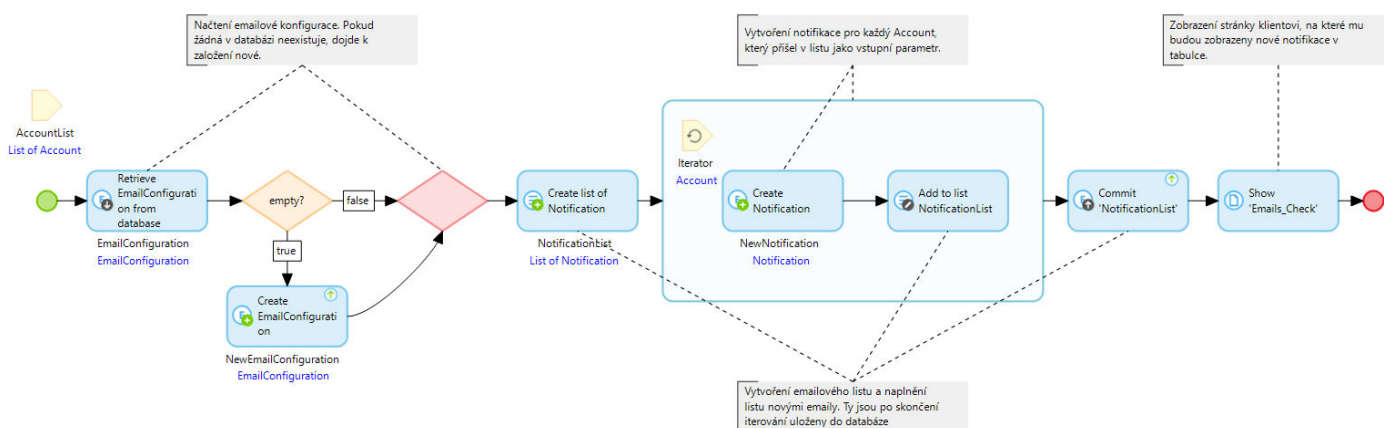 Načtení emailové konfigurace. Pokud
žádná v databázi neexistuje, dojde k
založení nové.
Vytvoření notifikace pro každý Account,
který přišel v listu jako vstupní parametr.
Zobrazení stránky klientovi, na které mu
budou zobrazeny nové notifikace v
tabulce.
AccountList
List of Account
Retrieve
EmailConfigurati
on from
database
EmailConfiguration
EmailConfiguration
empty?
false
true
Create
EmailConfigurati
on
NewEmailConfiguration
EmailConfiguration
Create list of
Notification
NotificationList
List of Notification
Iterator
Account
Create
Notification
NewNotification
Notification
Add to list
NotificationList
Commit
'NotificationList'
Show
'Emails_Check'
Vytvoření emailového listu a naplnění
listu novými emaily. Ty jsou po skončení
iterování uloženy do databáze